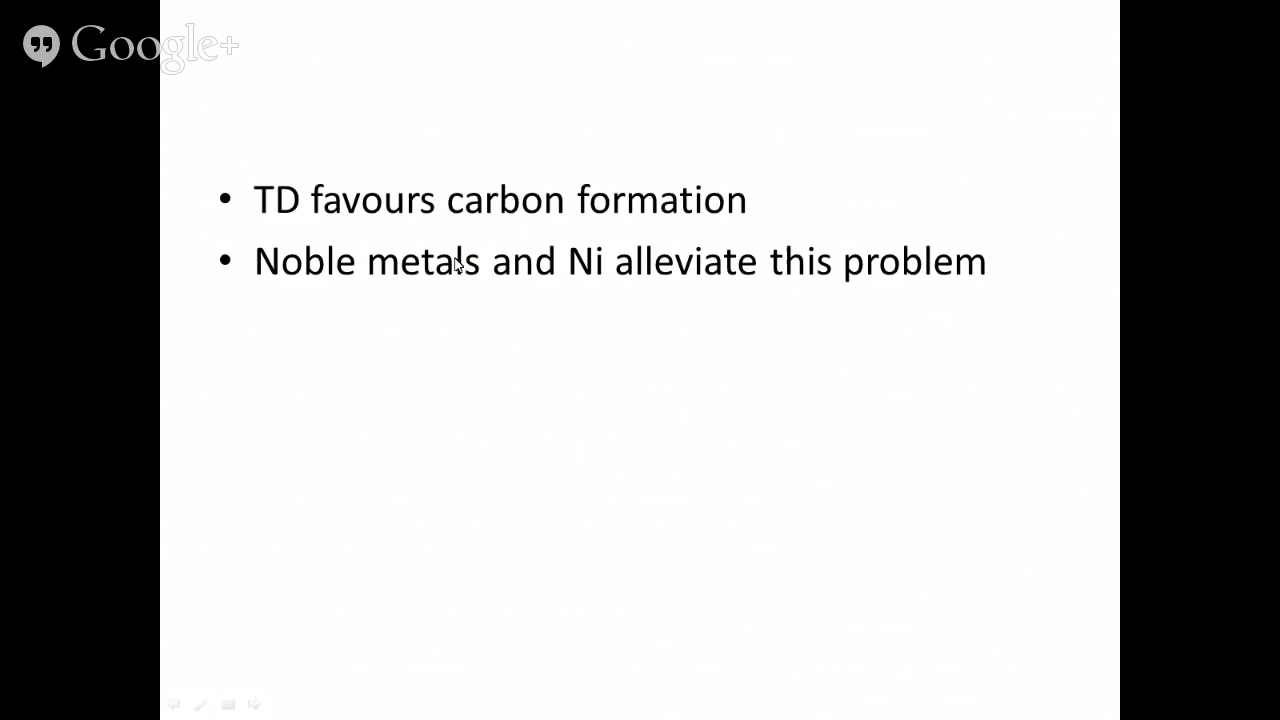 Google+
• TD favours carbon formation
• Noble metals and Ni alleviate this problem